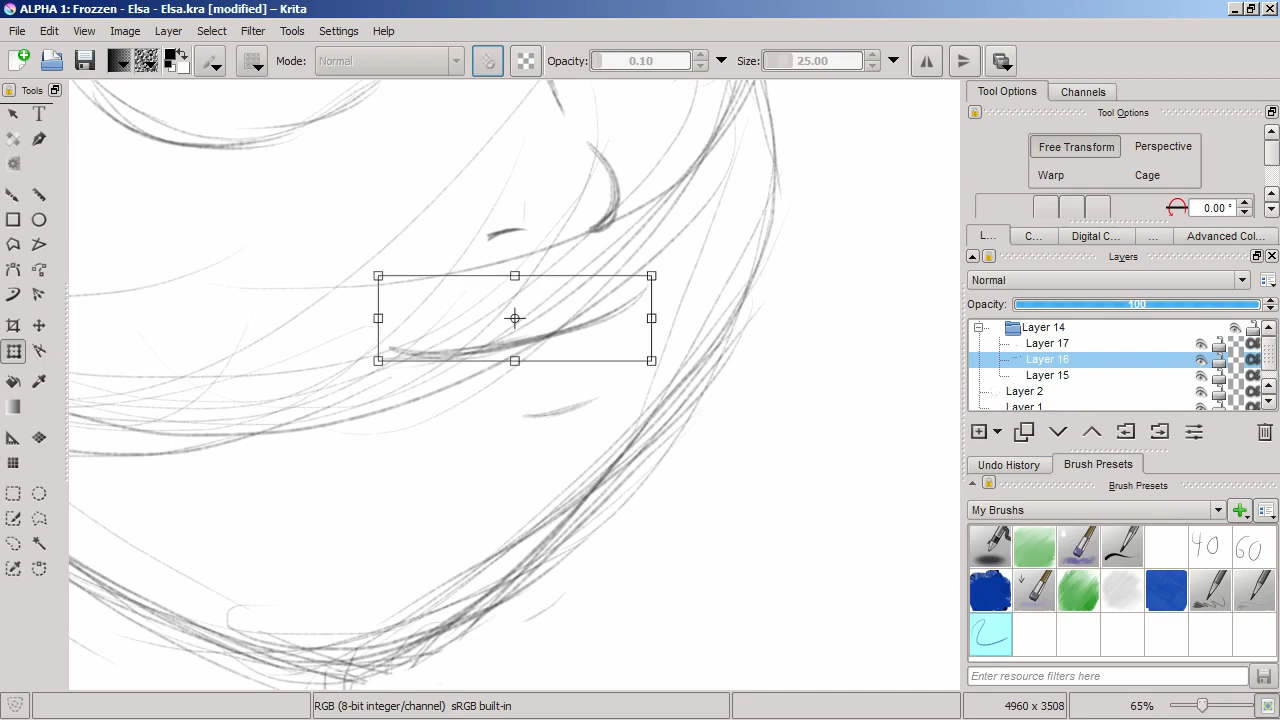 ALPHA 1: Frozzen - Elsa - Elsa.kra [modified] – Krita
File Edit View Image Layer Select Filter Tools Settings Help
Mode: Normal Opacity: 0.10 Size: 25.00
Tools
T
Tool Options Channels
Tool Options
Free Transform Perspective
Warp Cage
0.00 °
L... C... Digital C... ... Advanced Col...
Layers
Normal
Opacity: 100
Layer 14
Layer 17
Layer 16
Layer 15
Layer 2
Layer 1
Undo History Brush Presets
Brush Presets
My Brushes
40 60
Enter resource filters here
RGB (8-bit integer/channel) sRGB built-in 4960 x 3508 65%